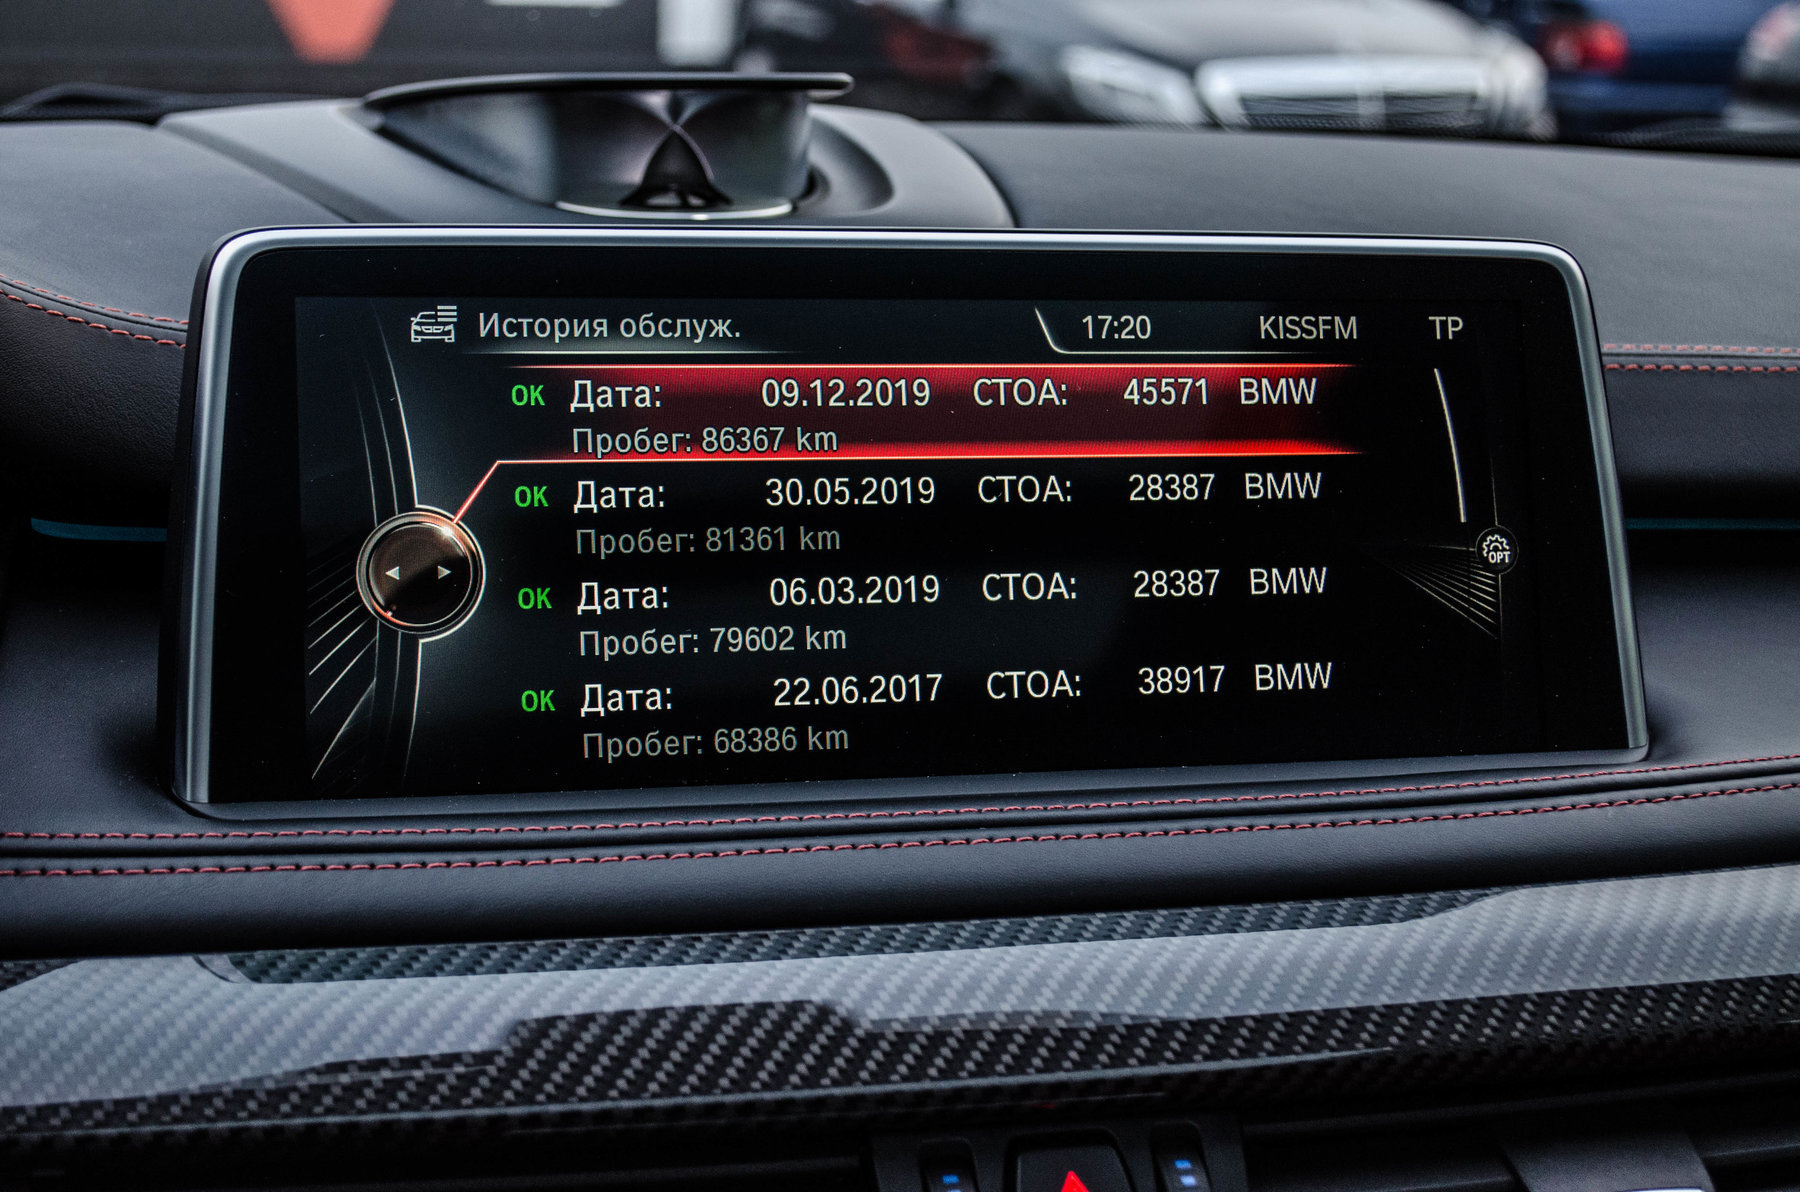 История обслуж. 17:20 KISSFM TP
OK Дата: 09.12.2019 СТОА: 45571 BMW
Пробег: 86367 km
OK Дата: 30.05.2019 СТОА: 28387 BMW
Пробег: 81361 km
OK Дата: 06.03.2019 СТОА: 28387 BMW
Пробег: 79602 km
OK Дата: 22.06.2017 СТОА: 38917 BMW
Пробег: 68386 km
OPT